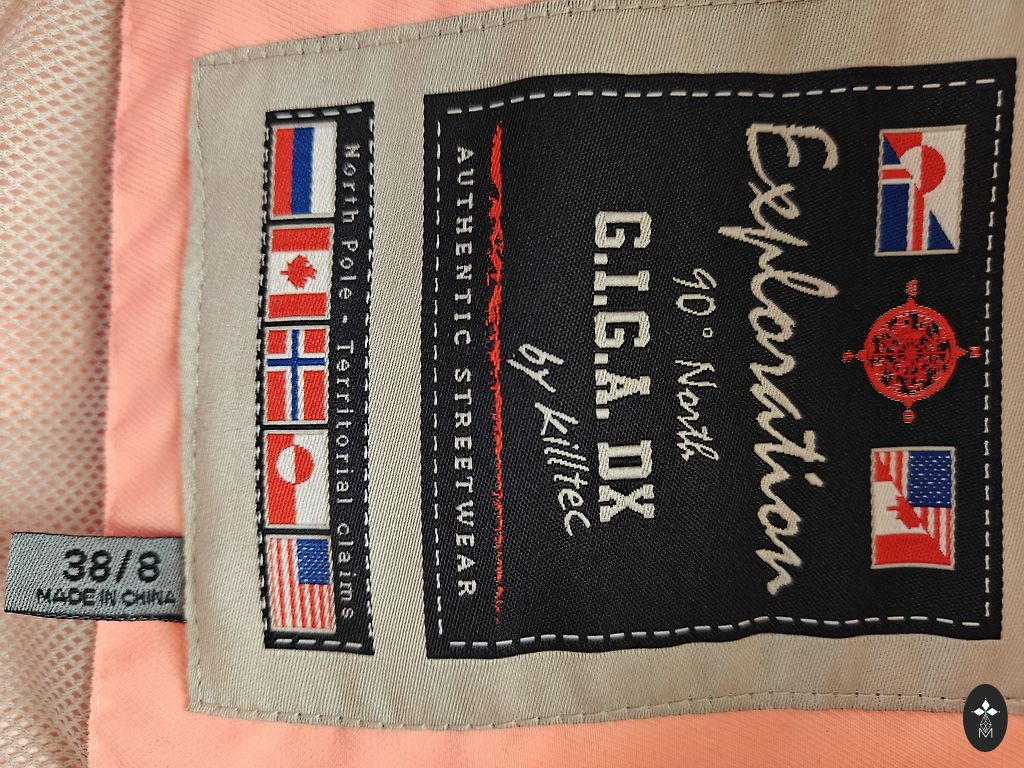 Exploration
90° North
G.I.G.A. DX
by killtec
AUTHENTIC STREETWEAR
North Pole - Territorial claims
38/8
MADE IN CHINA
M